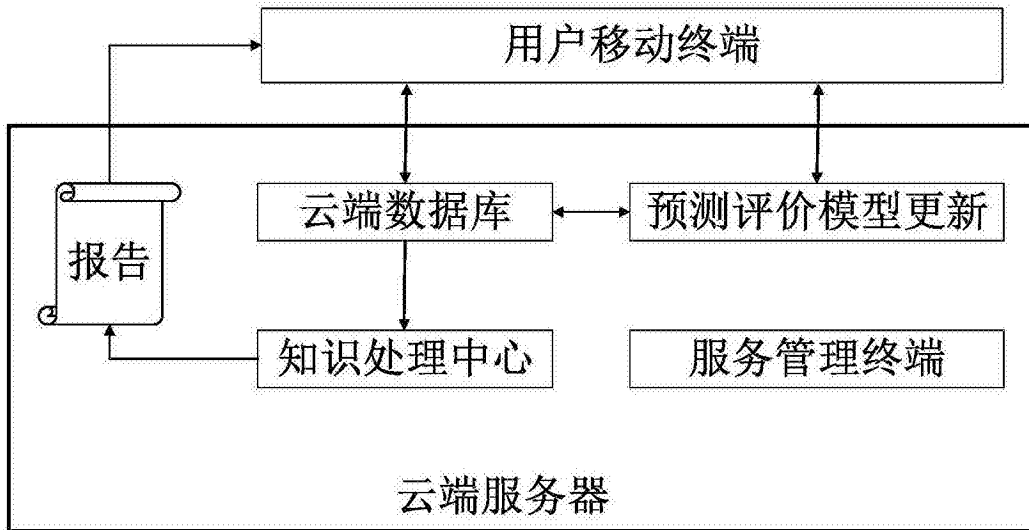 用户移动终端
云端数据库
预测评价模型更新
报告
知识处理中心
服务管理终端
云端服务器